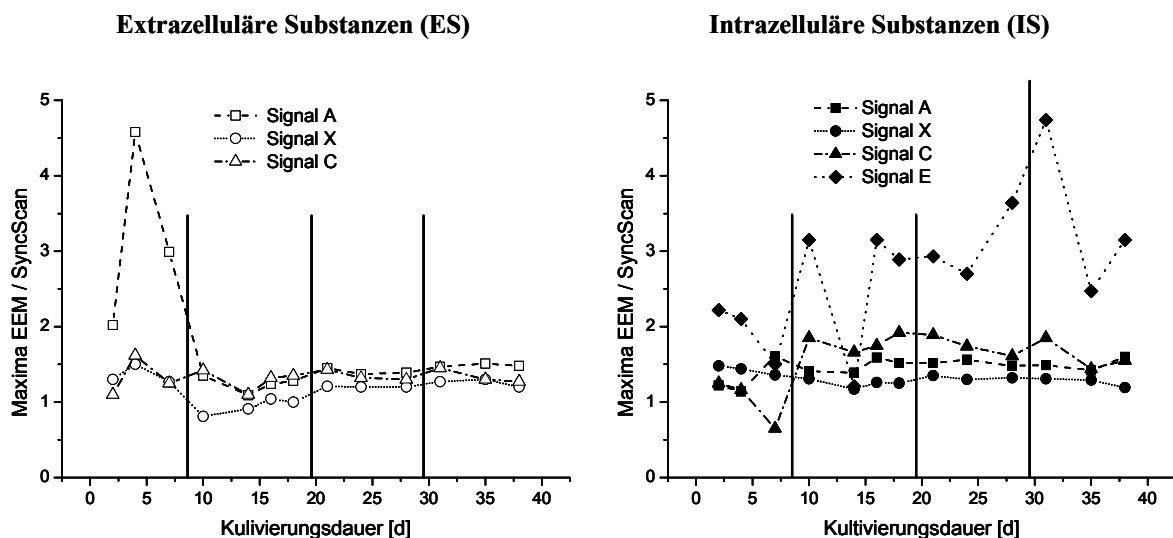 Extrazelluläre Substanzen (ES)
Maxima EEM / SyncScan
5
4
3
2
1
0
Signal A
Signal X
Signal C
0 5 10 15 20 25 30 35 40
Kulivierungsdauer [d]
Intrazelluläre Substanzen (IS)
Maxima EEM / SyncScan
5
4
3
2
1
0
Signal A
Signal X
Signal C
Signal E
0 5 10 15 20 25 30 35 40
Kultivierungsdauer [d]